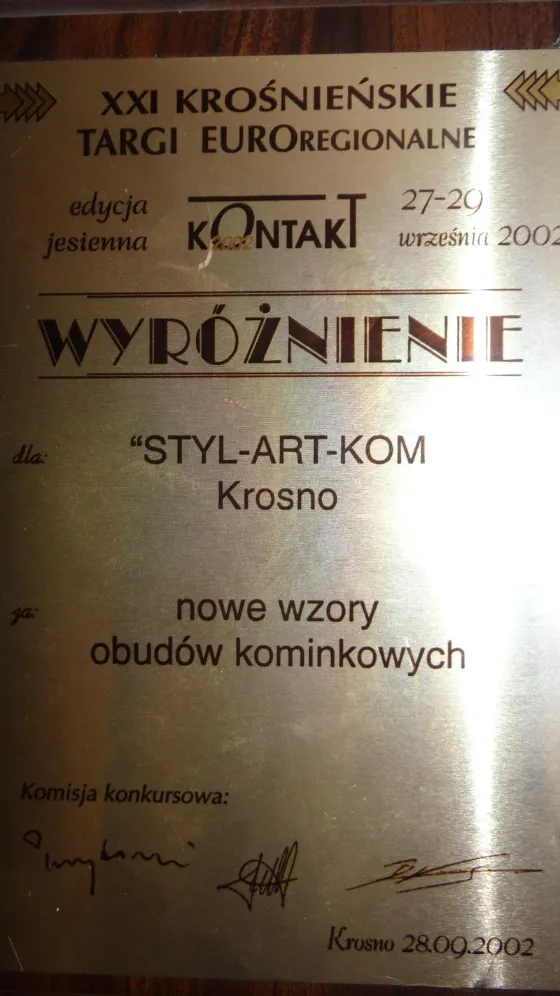 XXI KROŚNIEŃSKIE
TARGI EUROREGIONALNE
edycja
jesienna
KONTAKT
2002
27-29
września 2002
WYRÓŻNIENIE
dla:
“STYL-ART-KOM
Krosno
za:
nowe wzory
obudów kominkowych
Komisja konkursowa:
Krosno 28.09.2002